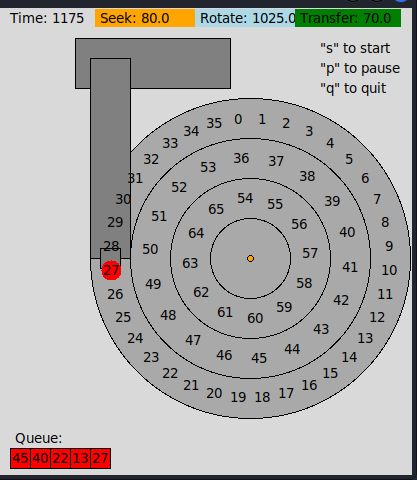 Time: 1175 Seek: 80.0 Rotate: 1025.0 Transfer: 70.0
"s" to start
"p" to pause
"q" to quit
0 1 2 3 4 5 6 7 8 9 10 11 12 13 14 15 16 17 18 19 20 21 22 23 24 25 26 27 28 29 30 31 32 33 34 35
36 37 38 39 40 41 42 43 44 45 46 47 48 49 50 51 52 53
54 55 56 57 58 59 60 61 62 63 64 65
Queue:
45 40 22 13 27